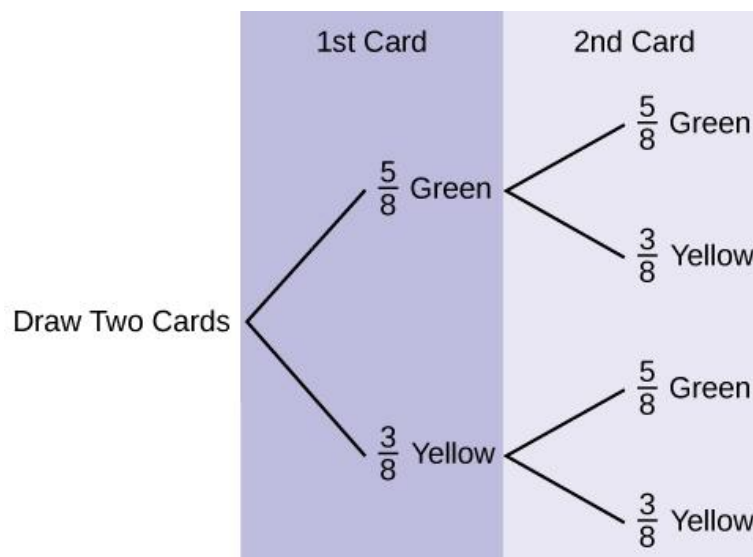 1st Card
2nd Card
5/8 Green
5/8 Green
3/8 Yellow
Draw Two Cards
3/8 Yellow
5/8 Green
3/8 Yellow